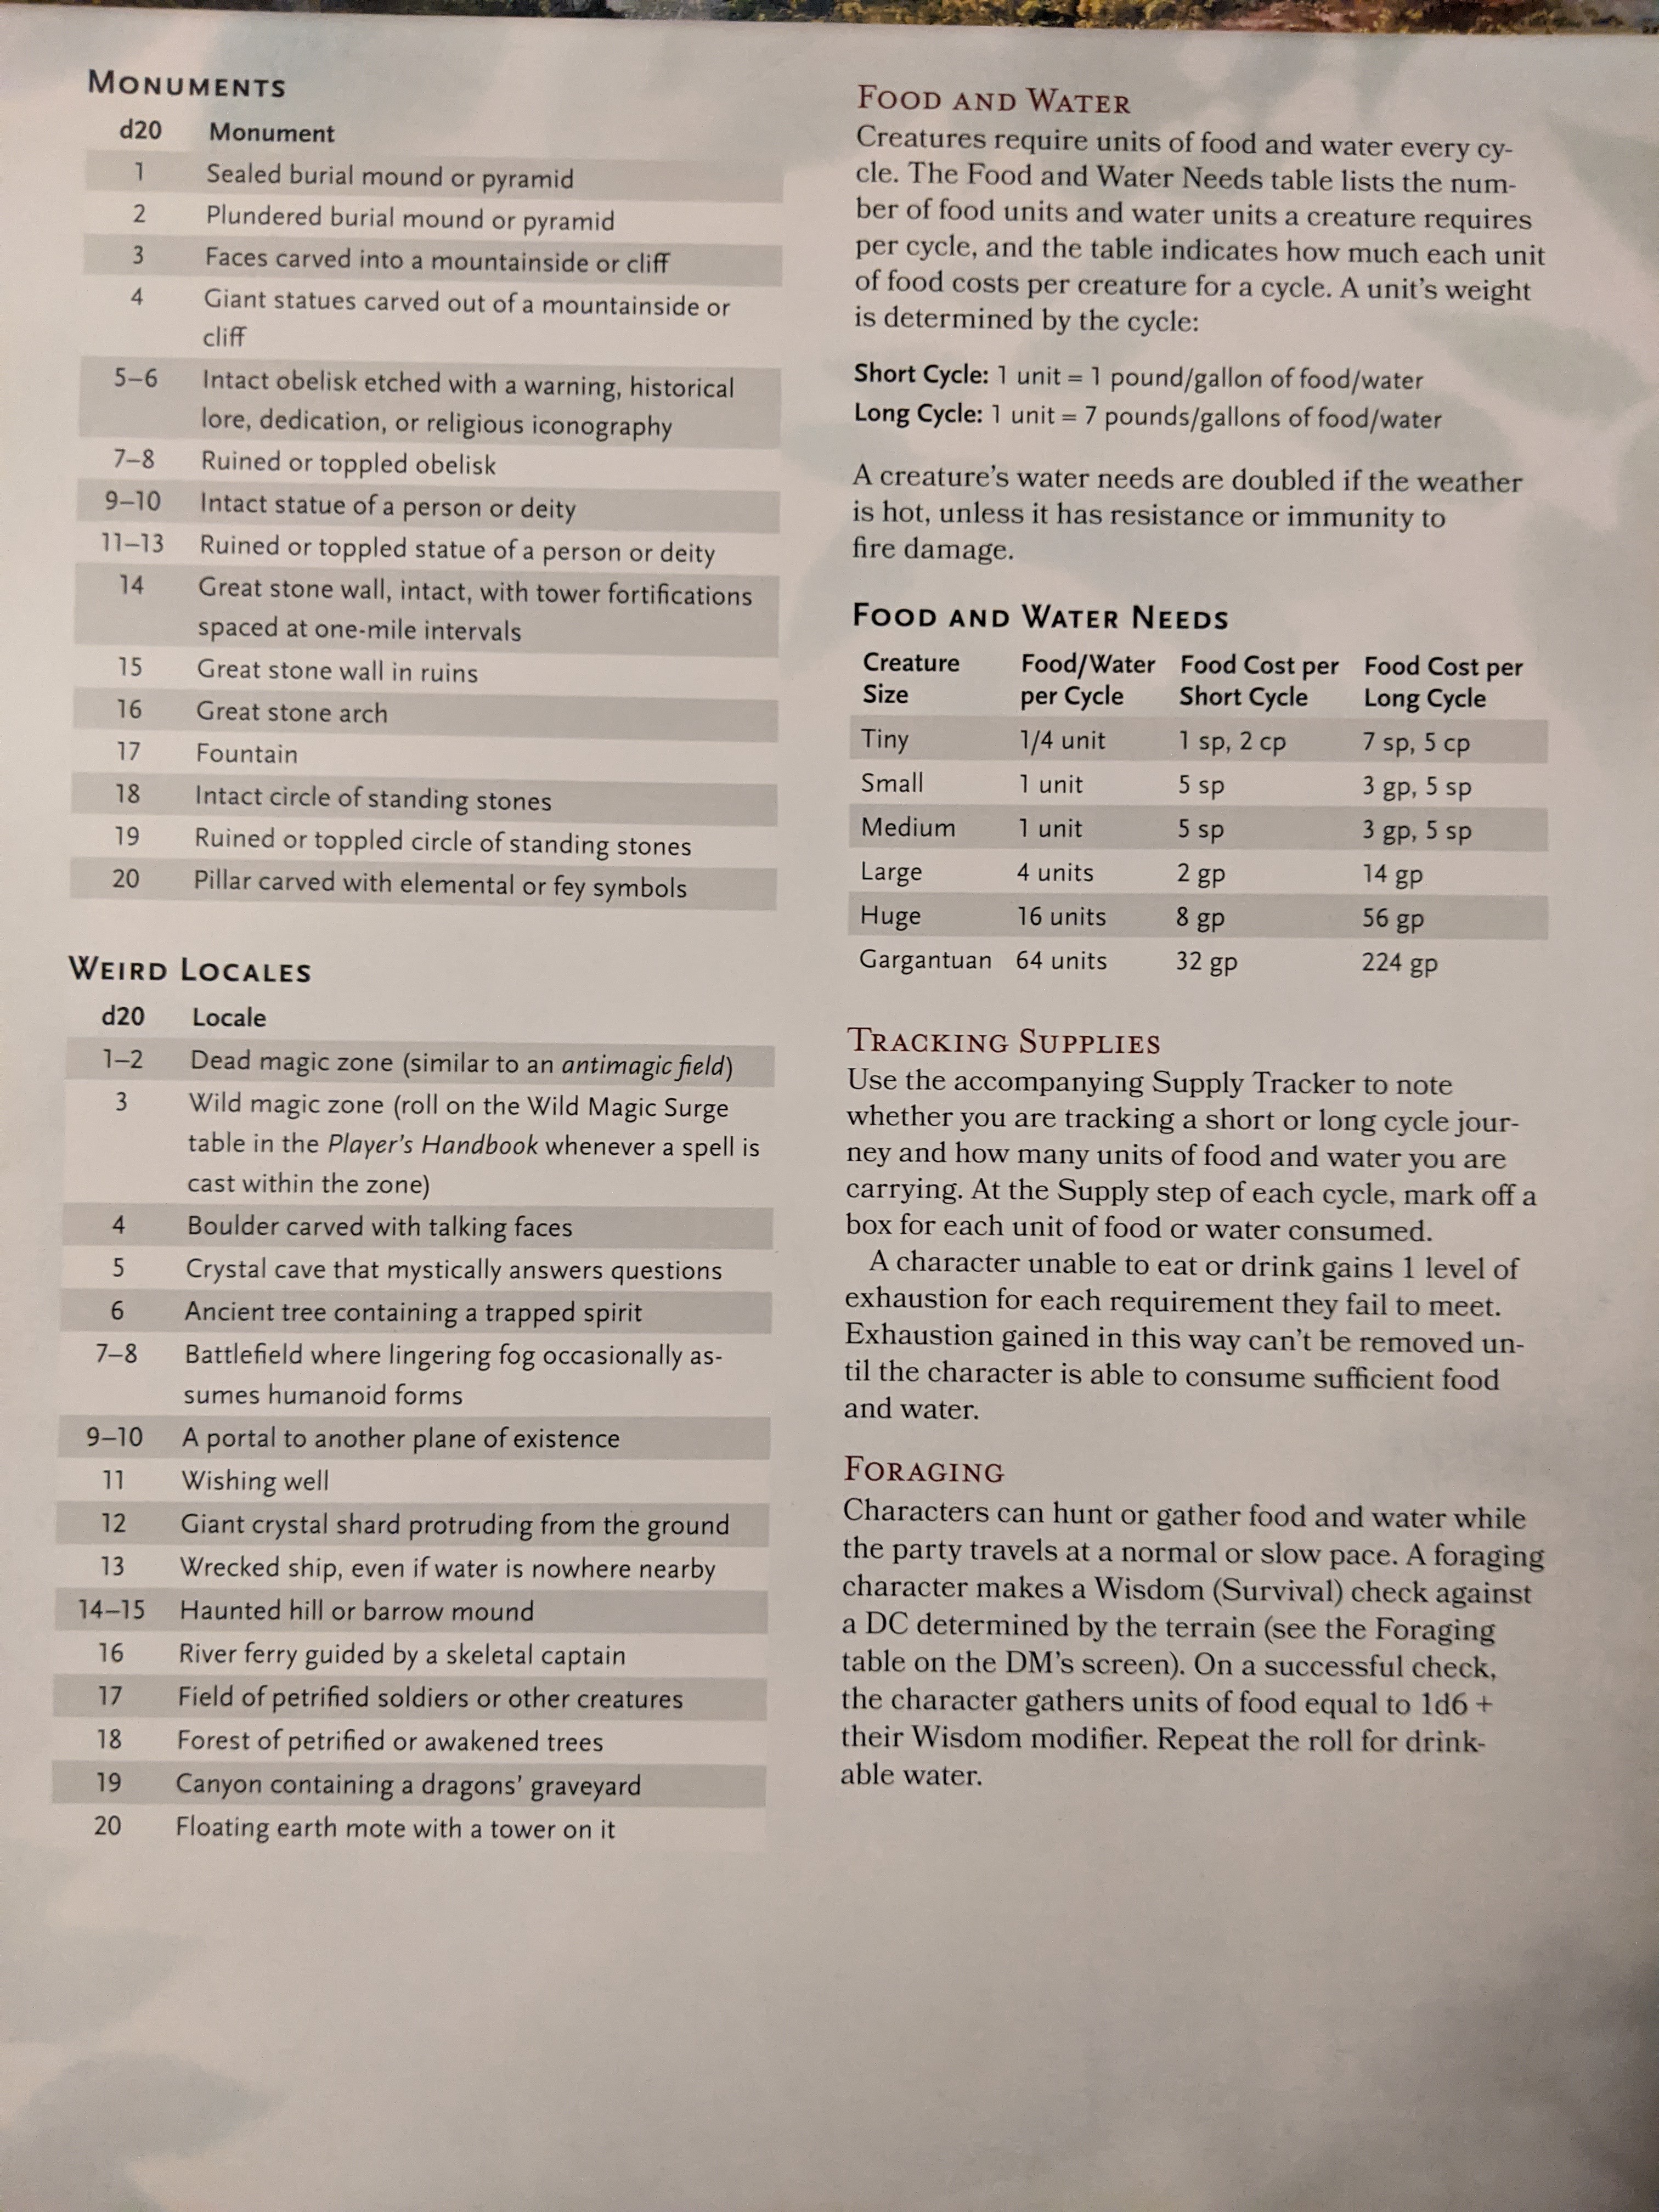 MONUMENTS
d20 Monument
1 Sealed burial mound or pyramid
2 Plundered burial mound or pyramid
3 Faces carved into a mountainside or cliff
4 Giant statues carved out of a mountainside or
cliff
5–6 Intact obelisk etched with a warning, historical
lore, dedication, or religious iconography
7–8 Ruined or toppled obelisk
9–10 Intact statue of a person or deity
11–13 Ruined or toppled statue of a person or deity
14 Great stone wall, intact, with tower fortifications
spaced at one-mile intervals
15 Great stone wall in ruins
16 Great stone arch
17 Fountain
18 Intact circle of standing stones
19 Ruined or toppled circle of standing stones
20 Pillar carved with elemental or fey symbols
WEIRD LOCALES
d20 Locale
1–2 Dead magic zone (similar to an antimagic field)
3 Wild magic zone (roll on the Wild Magic Surge
table in the Player's Handbook whenever a spell is
cast within the zone)
4 Boulder carved with talking faces
5 Crystal cave that mystically answers questions
6 Ancient tree containing a trapped spirit
7–8 Battlefield where lingering fog occasionally as-
sumes humanoid forms
9–10 A portal to another plane of existence
11 Wishing well
12 Giant crystal shard protruding from the ground
13 Wrecked ship, even if water is nowhere nearby
14–15 Haunted hill or barrow mound
16 River ferry guided by a skeletal captain
17 Field of petrified soldiers or other creatures
18 Forest of petrified or awakened trees
19 Canyon containing a dragons' graveyard
20 Floating earth mote with a tower on it
FOOD AND WATER
Creatures require units of food and water every cy-
cle. The Food and Water Needs table lists the num-
ber of food units and water units a creature requires
per cycle, and the table indicates how much each unit
of food costs per creature for a cycle. A unit's weight
is determined by the cycle:
Short Cycle: 1 unit = 1 pound/gallon of food/water
Long Cycle: 1 unit = 7 pounds/gallons of food/water
A creature's water needs are doubled if the weather
is hot, unless it has resistance or immunity to
fire damage.
FOOD AND WATER NEEDS
Creature Food/Water Food Cost per Food Cost per
Size per Cycle Short Cycle Long Cycle
Tiny 1/4 unit 1 sp, 2 cp 7 sp, 5 cp
Small 1 unit 5 sp 3 gp, 5 sp
Medium 1 unit 5 sp 3 gp, 5 sp
Large 4 units 2 gp 14 gp
Huge 16 units 8 gp 56 gp
Gargantuan 64 units 32 gp 224 gp
TRACKING SUPPLIES
Use the accompanying Supply Tracker to note
whether you are tracking a short or long cycle jour-
ney and how many units of food and water you are
carrying. At the Supply step of each cycle, mark off a
box for each unit of food or water consumed.
A character unable to eat or drink gains 1 level of
exhaustion for each requirement they fail to meet.
Exhaustion gained in this way can't be removed un-
til the character is able to consume sufficient food
and water.
FORAGING
Characters can hunt or gather food and water while
the party travels at a normal or slow pace. A foraging
character makes a Wisdom (Survival) check against
a DC determined by the terrain (see the Foraging
table on the DM's screen). On a successful check,
the character gathers units of food equal to 1d6 +
their Wisdom modifier. Repeat the roll for drink-
able water.